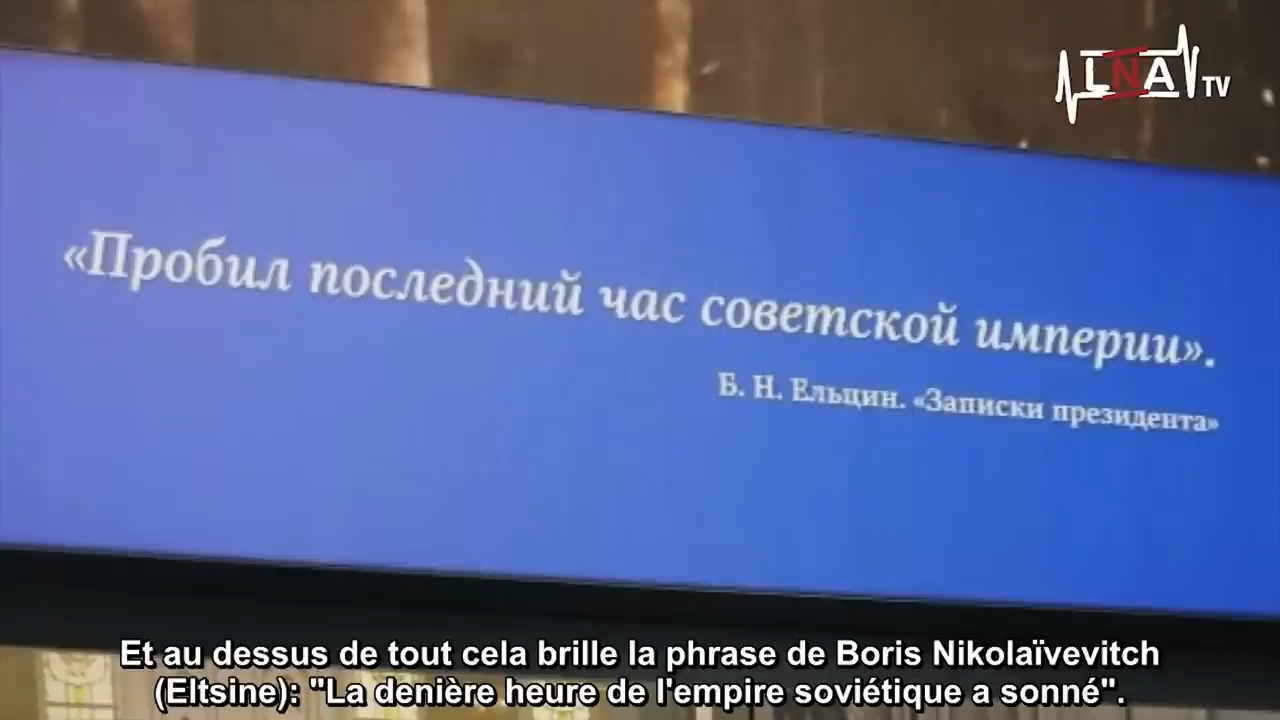 LNA TV
«Пробил последний час советской империи».
Б. Н. Ельцин. «Записки президента»
Et au dessus de tout cela brille la phrase de Boris Nikolaïvevitch
(Eltsine): "La denière heure de l'empire soviétique a sonné".